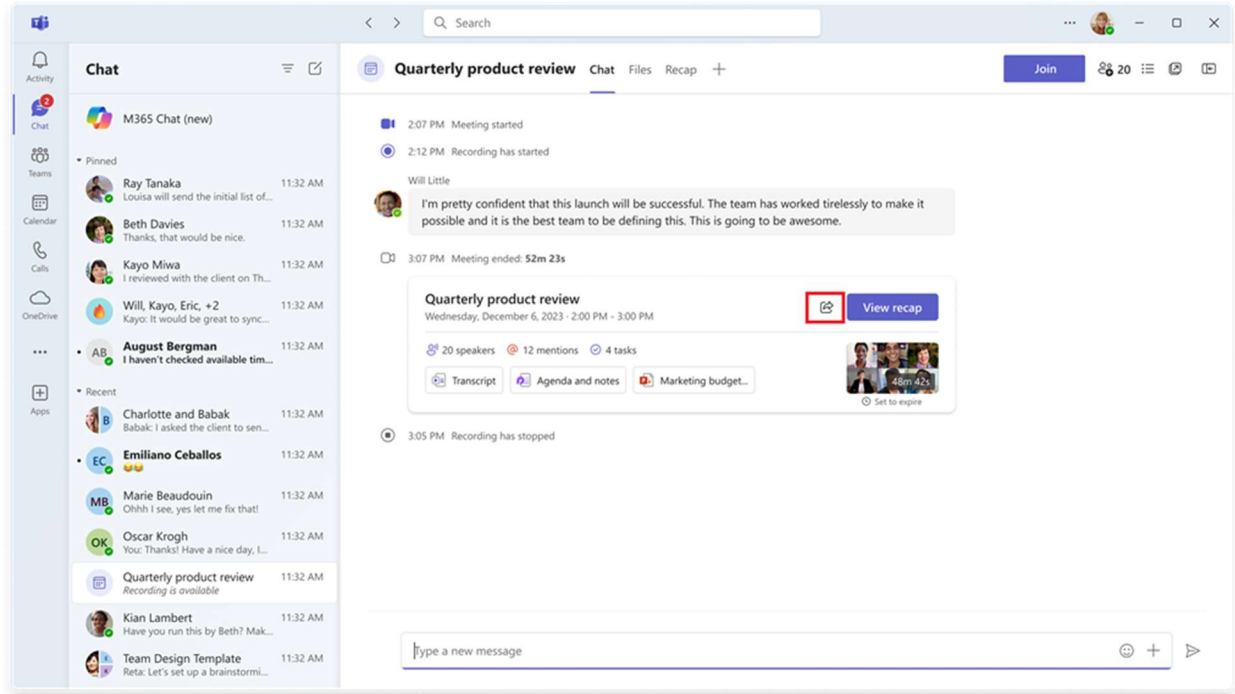 Search
Activity
2
Chat
Teams
Calendar
Calls
OneDrive
Apps
Chat
M365 Chat (new)
Pinned
Ray Tanaka 11:32 AM
Louisa will send the initial list of...
Beth Davies 11:32 AM
Thanks, that would be nice.
Kayo Miwa 11:32 AM
I reviewed with the client on Th...
Will, Kayo, Eric, +2 11:32 AM
Kayo: It would be great to sync...
AB
August Bergman 11:32 AM
I haven't checked available tim...
Recent
B
Charlotte and Babak 11:32 AM
Babak: I asked the client to sen...
EC
Emiliano Ceballos 11:32 AM
😂😂
MB
Marie Beaudouin 11:32 AM
Ohhh I see, yes let me fix that!
OK
Oscar Krogh 11:32 AM
You: Thanks! Have a nice day, I...
Quarterly product review 11:32 AM
Recording is available
Kian Lambert 11:32 AM
Have you run this by Beth? Mak...
Team Design Template 11:32 AM
Reta: Let's set up a brainstormi...
Quarterly product review Chat Files Recap Join 20
2:07 PM Meeting started
2:12 PM Recording has started
Will Little
I'm pretty confident that this launch will be successful. The team has worked tirelessly to make it
possible and it is the best team to be defining this. This is going to be awesome.
3:07 PM Meeting ended: 52m 23s
Quarterly product review
Wednesday, December 6, 2023 · 2:00 PM - 3:00 PM
View recap
20 speakers @ 12 mentions 4 tasks
Transcript Agenda and notes Marketing budget...
48m 42s
Set to expire
3:05 PM Recording has stopped
Type a new message